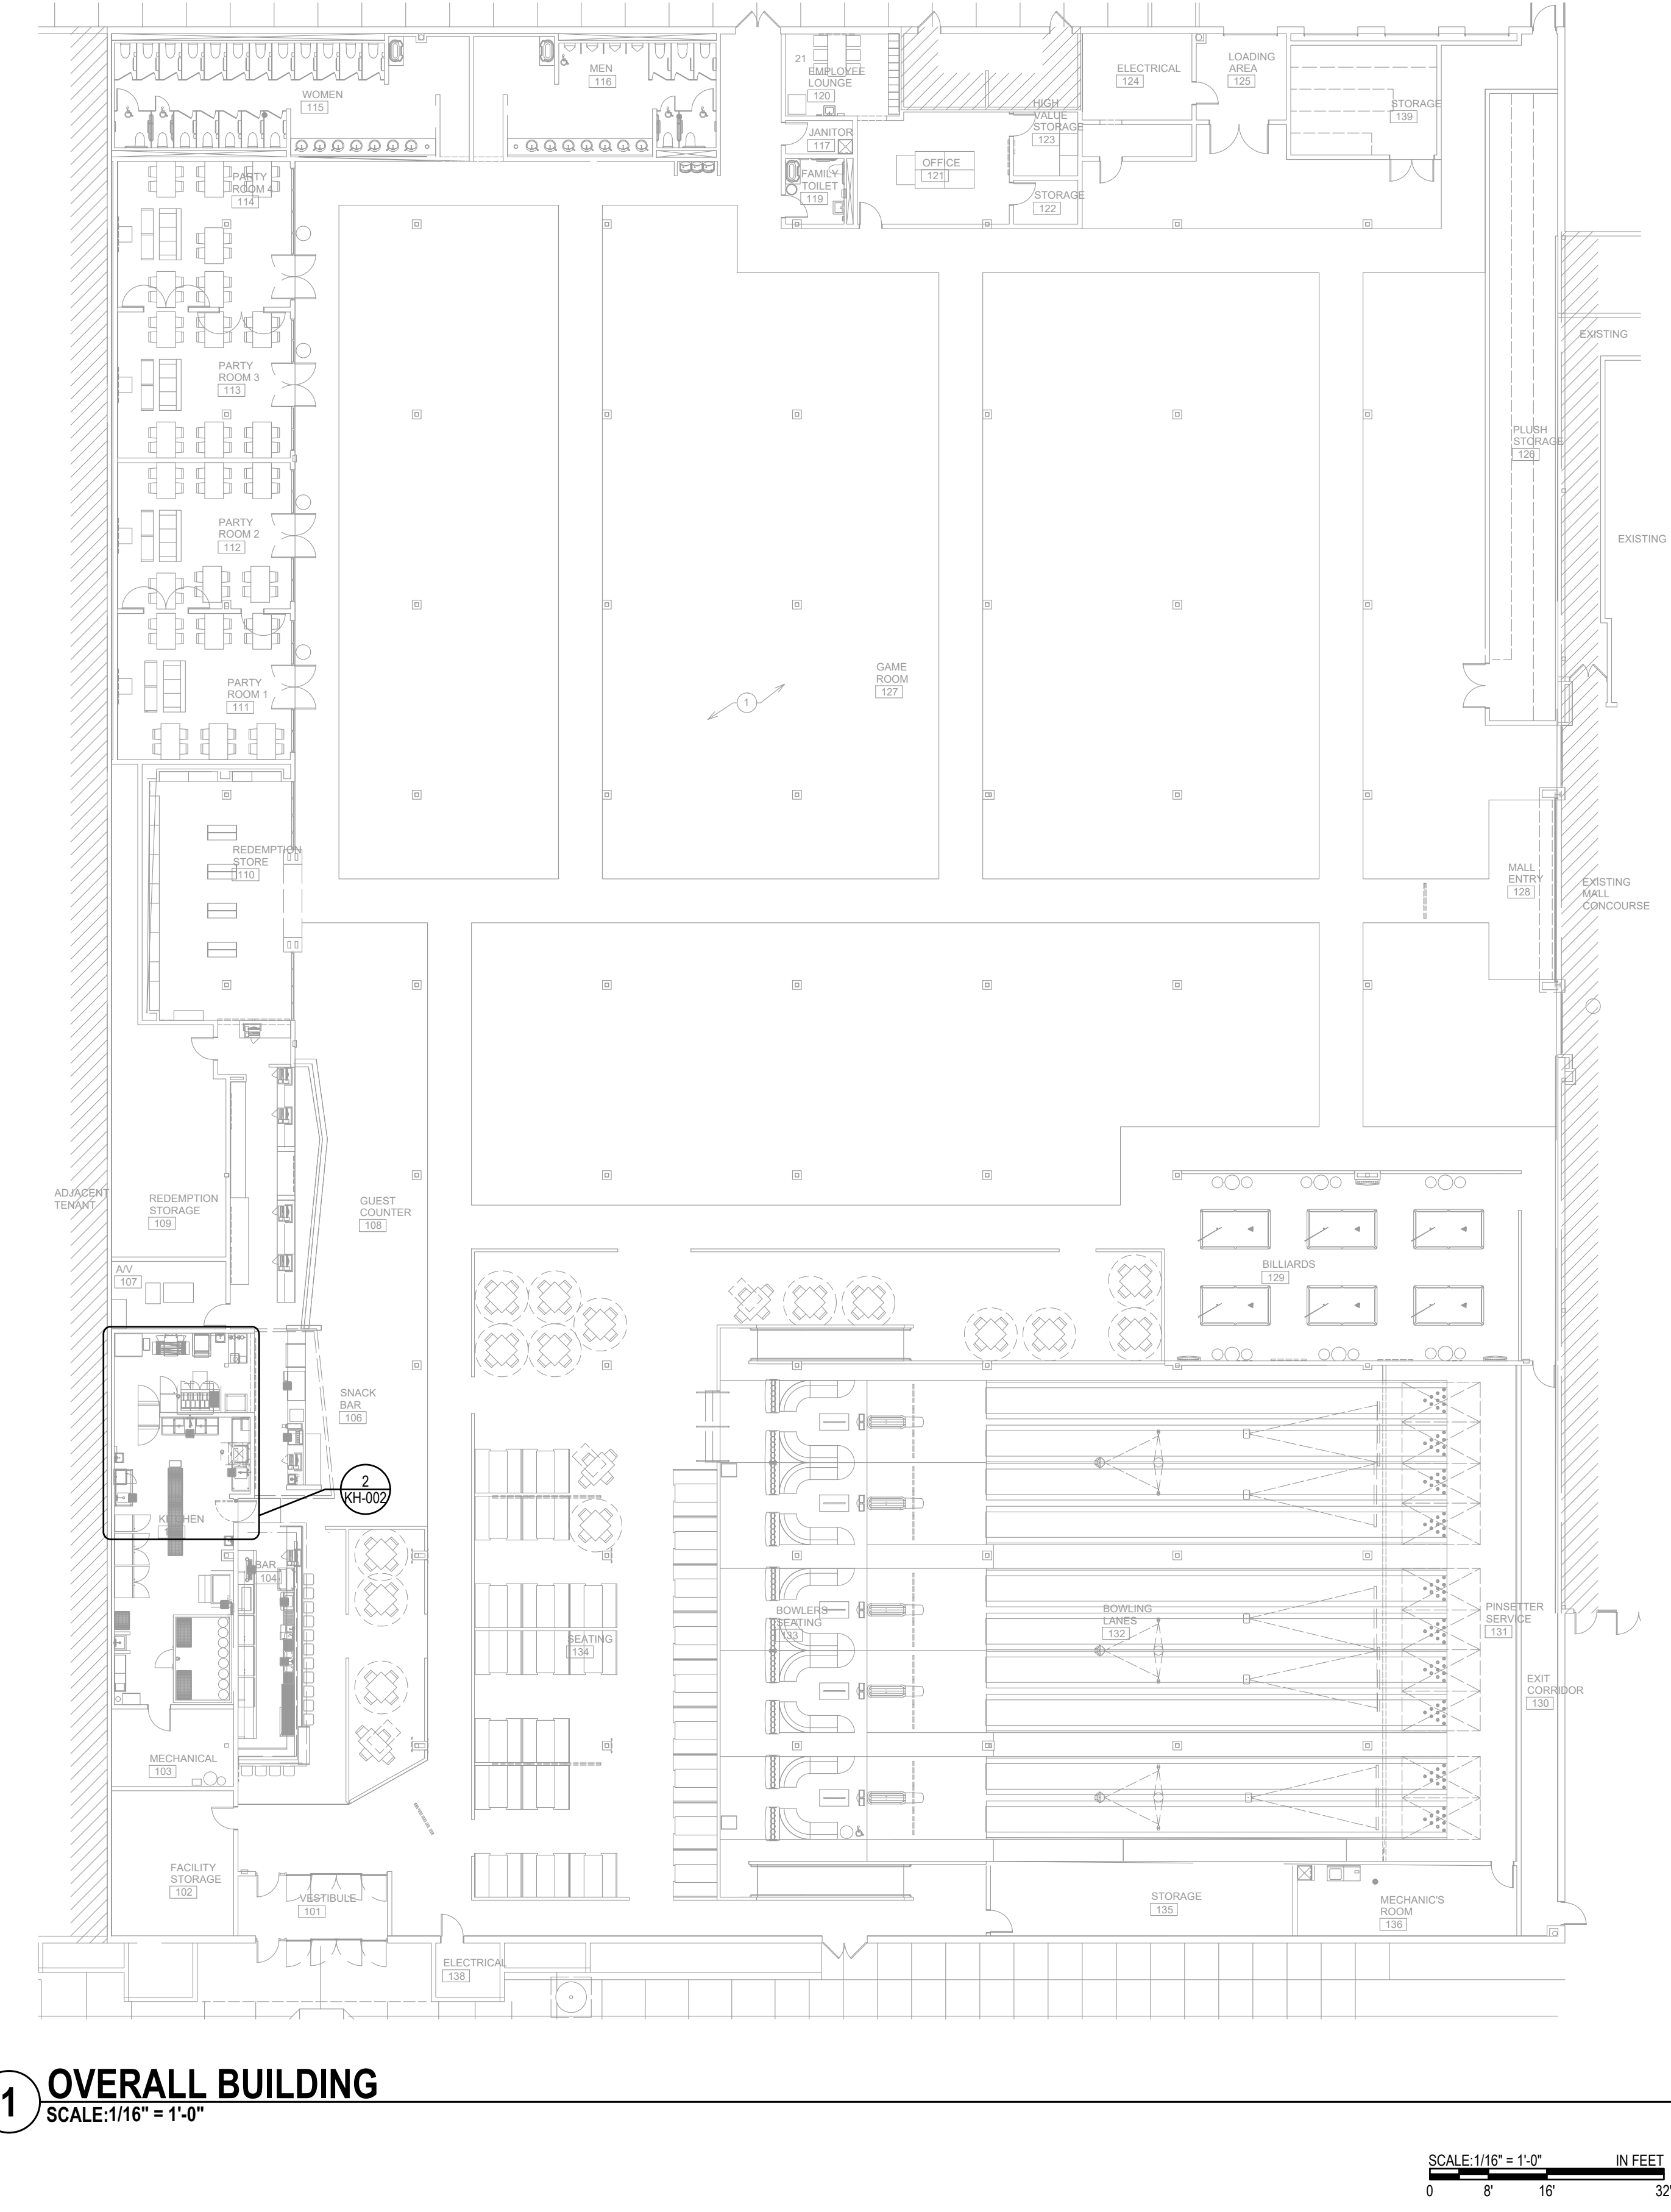 WOMEN
115
MEN
116
21
EMPLOYEE
LOUNGE
120
JANITOR
117
FAMILY
TOILET
119
OFFICE
121
HIGH
VALUE
STORAGE
123
STORAGE
122
ELECTRICAL
124
LOADING
AREA
125
STORAGE
139
PARTY
ROOM 4
114
PARTY
ROOM 3
113
PARTY
ROOM 2
112
PARTY
ROOM 1
111
GAME
ROOM
127
1
EXISTING
PLUSH
STORAGE
126
EXISTING
REDEMPTION
STORE
110
MALL
ENTRY
128
EXISTING
MALL
CONCOURSE
ADJACENT
TENANT
REDEMPTION
STORAGE
109
GUEST
COUNTER
108
A/V
107
BILLIARDS
129
SNACK
BAR
106
2
KH-002
KITCHEN
BAR
104
SEATING
134
BOWLERS
SEATING
133
BOWLING
LANES
132
PINSETTER
SERVICE
131
EXIT
CORRIDOR
130
MECHANICAL
103
FACILITY
STORAGE
102
VESTIBULE
101
ELECTRICAL
138
STORAGE
135
MECHANIC'S
ROOM
136
1
OVERALL BUILDING
SCALE:1/16" = 1'-0"
SCALE:1/16" = 1'-0" IN FEET
0 8' 16' 32'